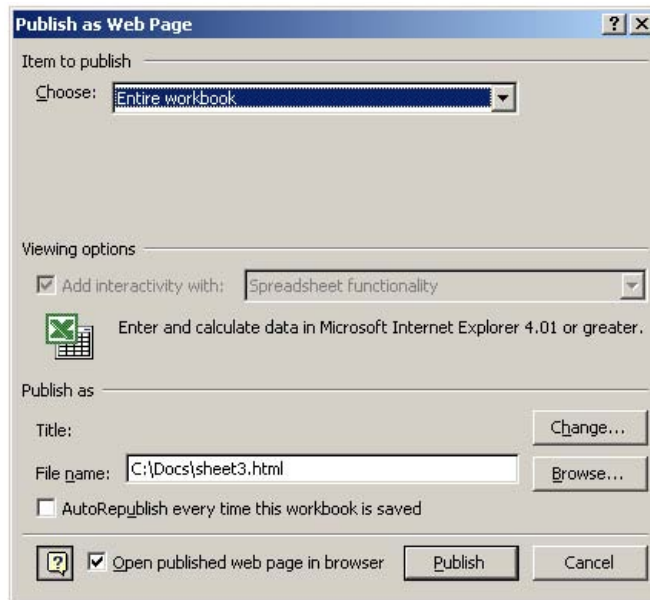 Publish as Web Page
Item to publish
Choose: Entire workbook
Viewing options
Add interactivity with: Spreadsheet functionality
Enter and calculate data in Microsoft Internet Explorer 4.01 or greater.
Publish as
Title: Change...
File name: C:\Docs\sheet3.html Browse...
AutoRepublish every time this workbook is saved
Open published web page in browser Publish Cancel